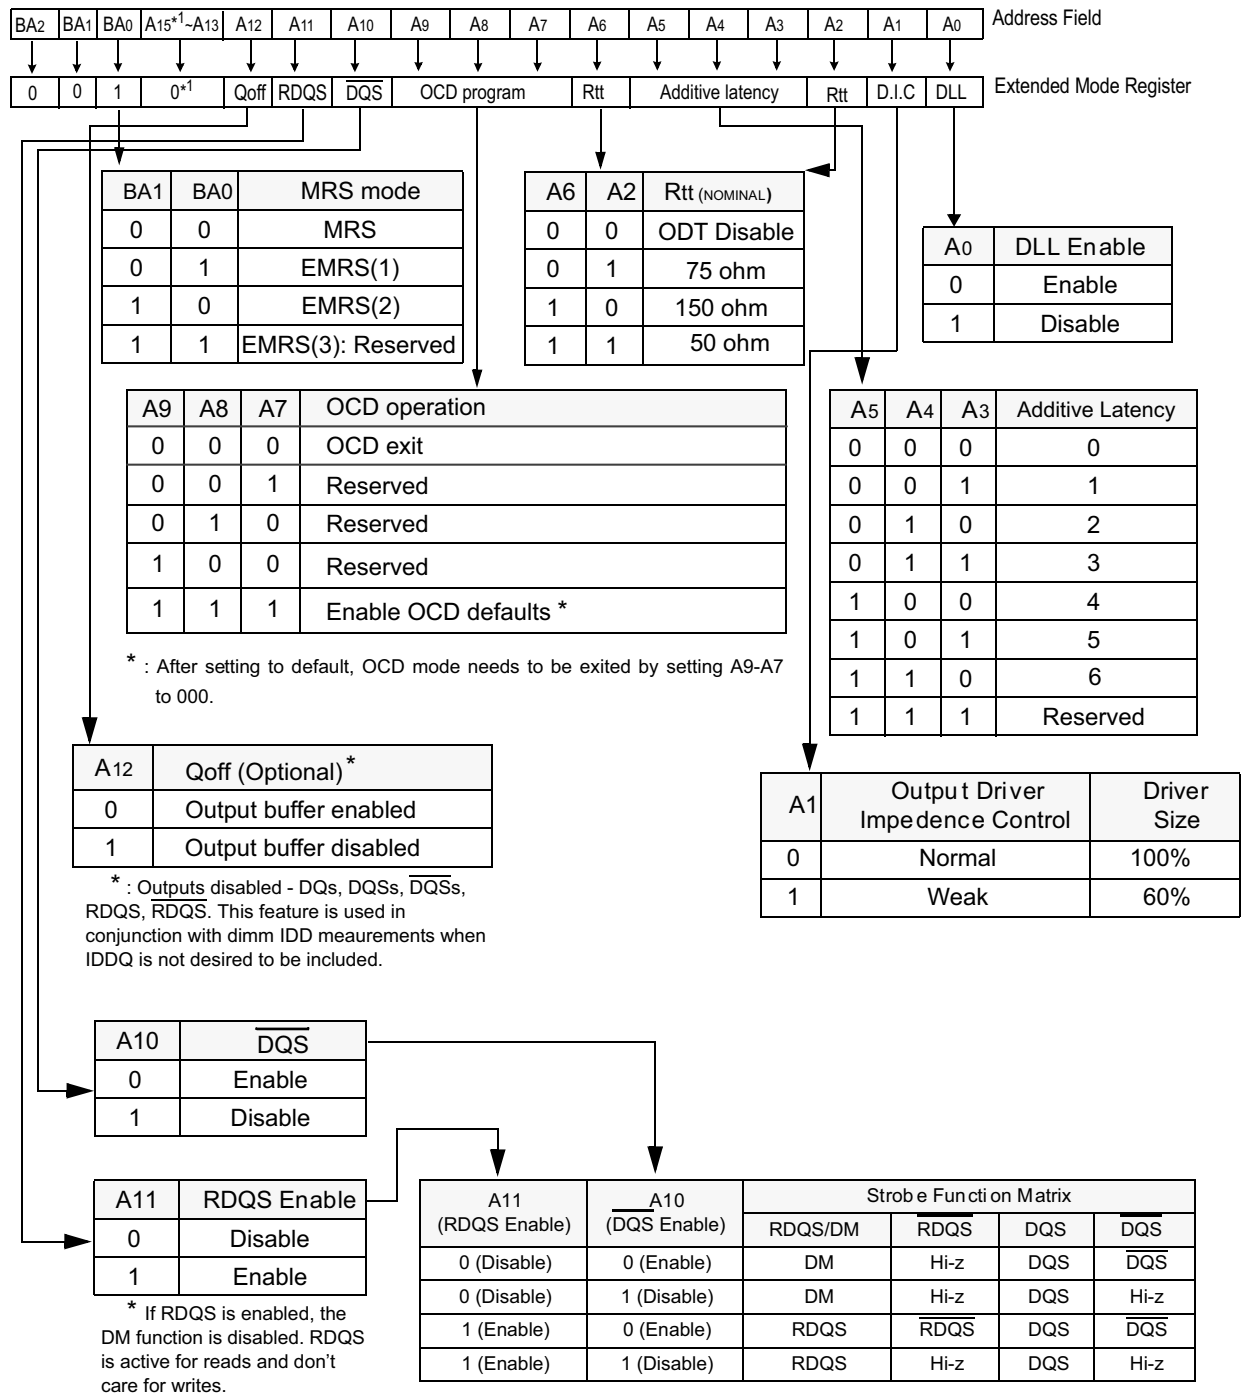 BA2 BA1 BA0 A15*1~A13 A12 A11 A10 A9 A8 A7 A6 A5 A4 A3 A2 A1 A0 Address Field
0 0 1 0*1 Qoff RDQS DQS OCD program Rtt Additive latency Rtt D.I.C DLL Extended Mode Register
BA1 BA0 MRS mode
0 0 MRS
0 1 EMRS(1)
1 0 EMRS(2)
1 1 EMRS(3): Reserved
A6 A2 Rtt (NOMINAL)
0 0 ODT Disable
0 1 75 ohm
1 0 150 ohm
1 1 50 ohm
A0 DLL Enable
0 Enable
1 Disable
A9 A8 A7 OCD operation
0 0 0 OCD exit
0 0 1 Reserved
0 1 0 Reserved
1 0 0 Reserved
1 1 1 Enable OCD defaults *
* : After setting to default, OCD mode needs to be exited by setting A9-A7
to 000.
A5 A4 A3 Additive Latency
0 0 0 0
0 0 1 1
0 1 0 2
0 1 1 3
1 0 0 4
1 0 1 5
1 1 0 6
1 1 1 Reserved
A12 Qoff (Optional)*
0 Output buffer enabled
1 Output buffer disabled
* : Outputs disabled - DQs, DQSs, DQSs,
RDQS, RDQS. This feature is used in
conjunction with dimm IDD meaurements when
IDDQ is not desired to be included.
A1 Output Driver Impedence Control Driver Size
0 Normal 100%
1 Weak 60%
A10 DQS
0 Enable
1 Disable
A11 RDQS Enable
0 Disable
1 Enable
* If RDQS is enabled, the
DM function is disabled. RDQS
is active for reads and don't
care for writes.
A11 (RDQS Enable) A10 (DQS Enable) Strobe Function Matrix
RDQS/DM RDQS DQS DQS
0 (Disable) 0 (Enable) DM Hi-z DQS DQS
0 (Disable) 1 (Disable) DM Hi-z DQS Hi-z
1 (Enable) 0 (Enable) RDQS RDQS DQS DQS
1 (Enable) 1 (Disable) RDQS Hi-z DQS Hi-z